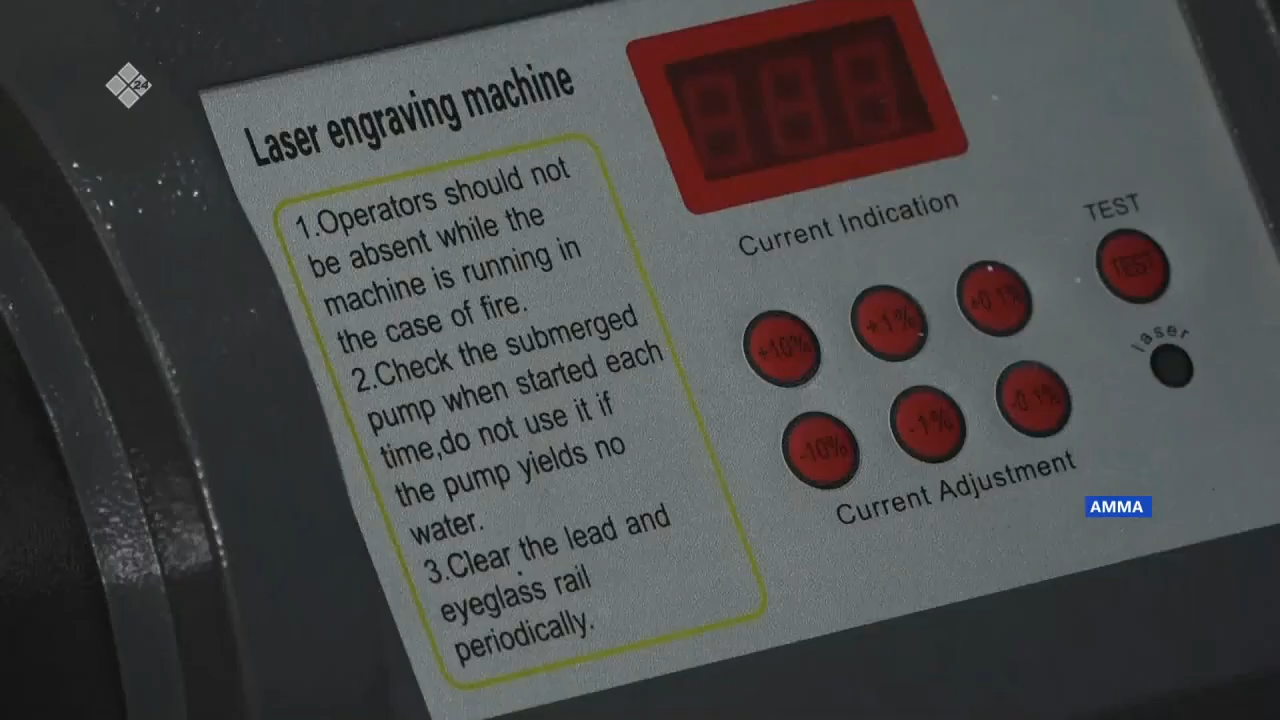 24
Laser engraving machine
1.Operators should not
be absent while the
machine is running in
the case of fire.
2.Check the submerged
pump when started each
time,do not use it if
the pump yields no
water.
3.Clear the lead and
eyeglass rail
periodically.
Current Indication
TEST
TEST
laser
+10%
+1%
+0.1%
-10%
-1%
-0.1%
Current Adjustment
AMMA